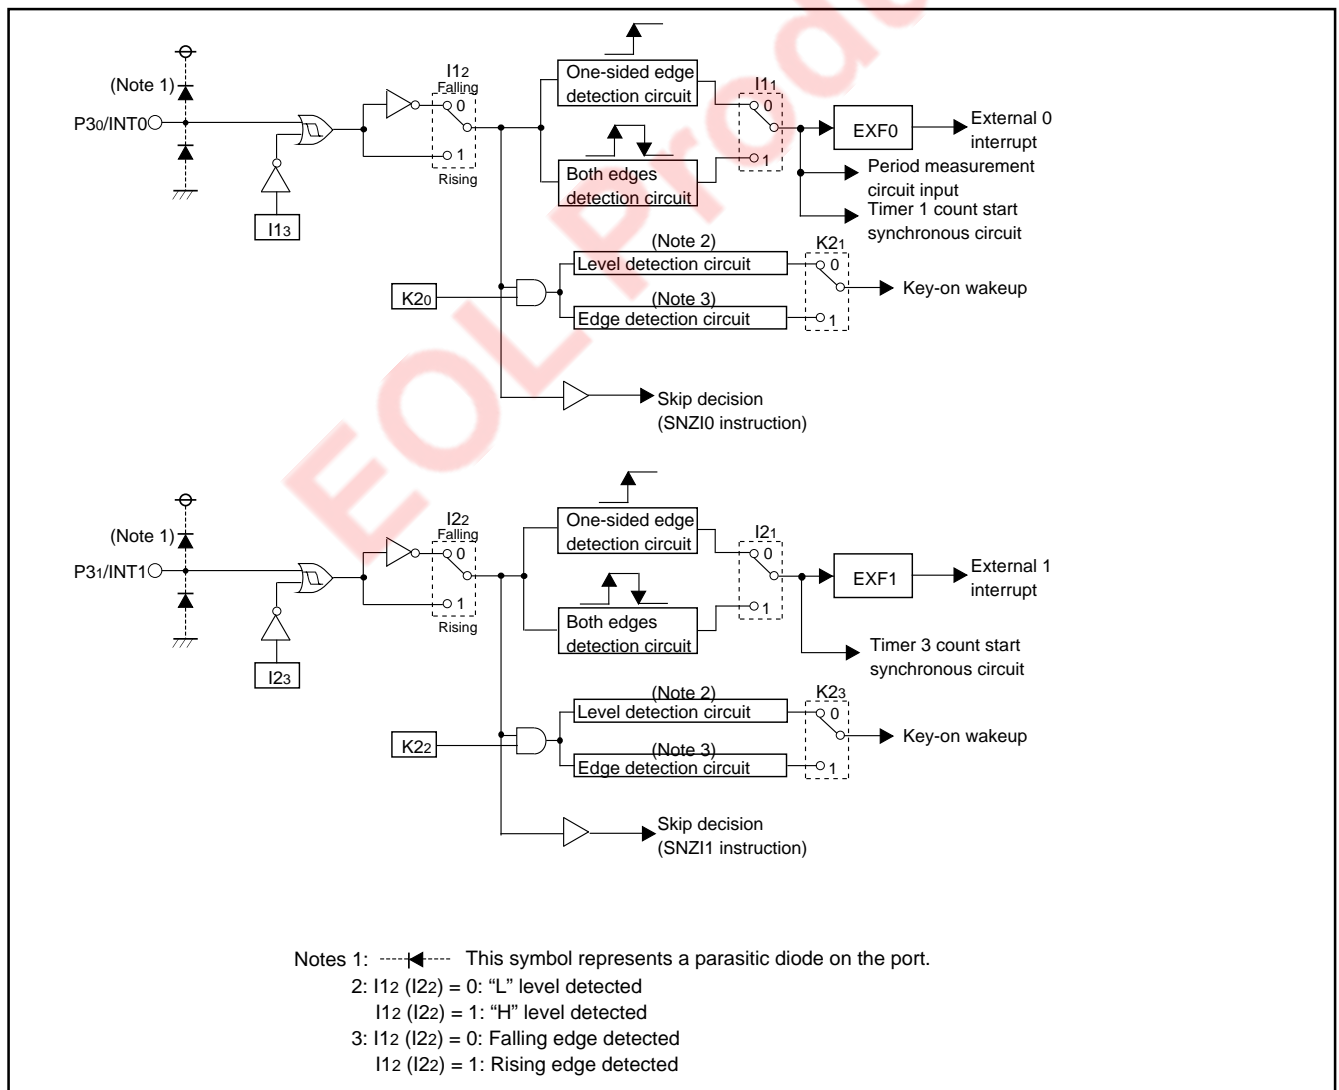 I12
Falling
0
1
Rising
(Note 1)
P30/INT0
I13
One-sided edge
detection circuit
Both edges
detection circuit
I11
0
1
EXF0
External 0
interrupt
Period measurement
circuit input
Timer 1 count start
synchronous circuit
K20
(Note 2)
Level detection circuit
(Note 3)
Edge detection circuit
K21
0
1
Key-on wakeup
Skip decision
(SNZI0 instruction)
I22
Falling
0
1
Rising
(Note 1)
P31/INT1
I23
One-sided edge
detection circuit
Both edges
detection circuit
I21
0
1
EXF1
External 1
interrupt
Timer 3 count start
synchronous circuit
K22
(Note 2)
Level detection circuit
(Note 3)
Edge detection circuit
K23
0
1
Key-on wakeup
Skip decision
(SNZI1 instruction)
Notes 1: This symbol represents a parasitic diode on the port.
2: I12 (I22) = 0: “L” level detected
I12 (I22) = 1: “H” level detected
3: I12 (I22) = 0: Falling edge detected
I12 (I22) = 1: Rising edge detected
EOL Produ